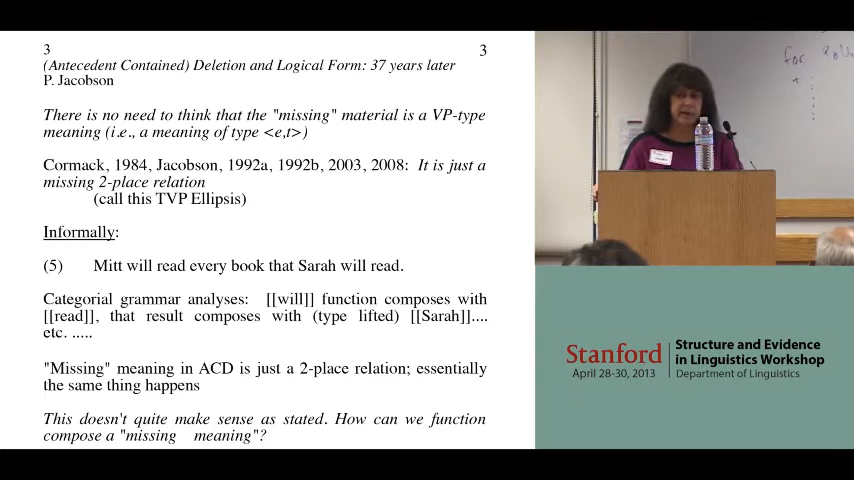 3 3
(Antecedent Contained) Deletion and Logical Form: 37 years later
P. Jacobson
There is no need to think that the "missing" material is a VP-type
meaning (i.e., a meaning of type <e,t>)
Cormack, 1984, Jacobson, 1992a, 1992b, 2003, 2008: It is just a
missing 2-place relation
(call this TVP Ellipsis)
Informally:
(5) Mitt will read every book that Sarah will read.
Categorial grammar analyses: [[will]] function composes with
[[read]], that result composes with (type lifted) [[Sarah]]....
etc. .....
"Missing" meaning in ACD is just a 2-place relation; essentially
the same thing happens
This doesn't quite make sense as stated. How can we function
compose a "missing meaning"?
for
Stanford
April 28-30, 2013
Structure and Evidence
in Linguistics Workshop
Department of Linguistics